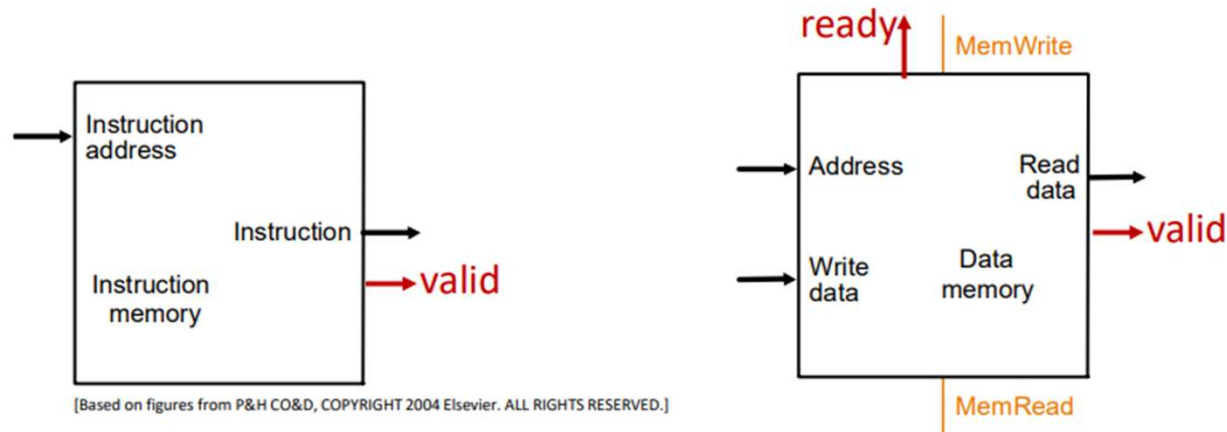 Instruction
address
Instruction
valid
Instruction
memory
[Based on figures from P&H CO&D, COPYRIGHT 2004 Elsevier. ALL RIGHTS RESERVED.]
ready
MemWrite
Address
Read
data
valid
Write
data
Data
memory
MemRead